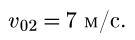 v₀₂ = 7 м/с.